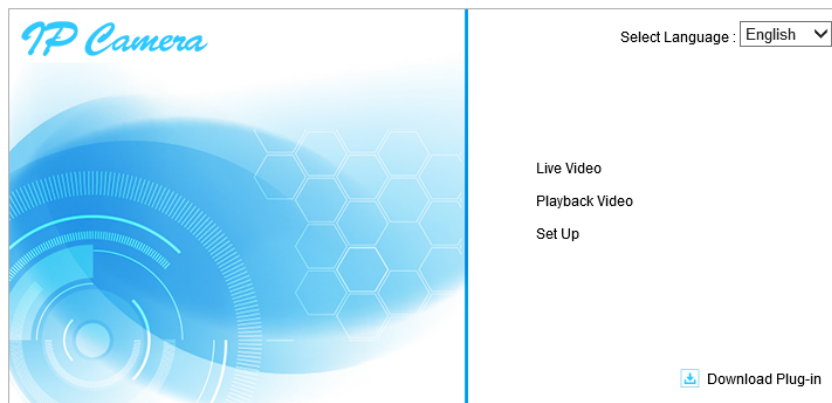 IP Camera
Select Language : English
Live Video
Playback Video
Set Up
Download Plug-in